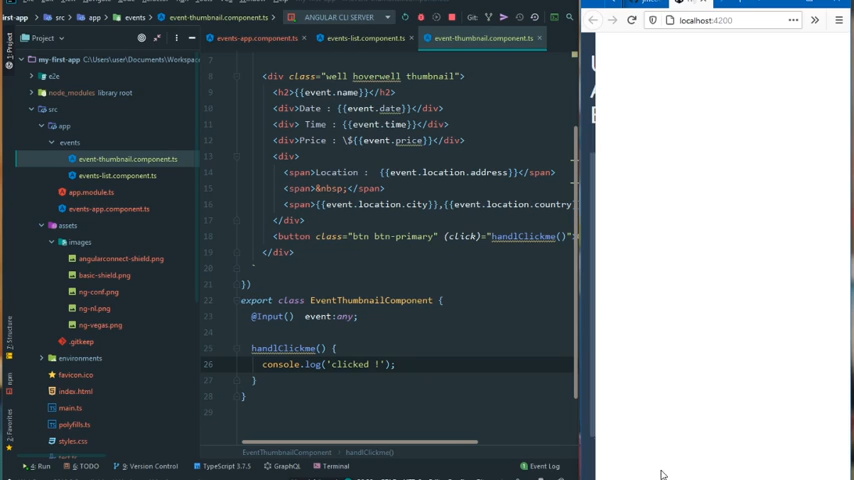 first-app
src
app
events
event-thumbnail.component.ts
ANGULAR CLI SERVER
Git:
localhost:4200
Project
events-app.component.ts
events-list.component.ts
event-thumbnail.component.ts
my-first-app C:\Users\user\Documents\Workspac
e2e
node_modules library root
src
app
events
event-thumbnail.component.ts
events-list.component.ts
app.module.ts
events-app.component.ts
assets
images
angularconnect-shield.png
basic-shield.png
ng-conf.png
ng-nl.png
ng-vegas.png
.gitkeep
environments
favicon.ico
index.html
main.ts
polyfills.ts
styles.css
1: Project
7: Structure
npm
2: Favorites
7
8 <div class="well hoverwell thumbnail">
9 <h2>{{event.name}}</h2>
10 <div>Date : {{event.date}}</div>
11 <div> Time : {{event.time}}</div>
12 <div>Price : \${{event.price}}</div>
13 <div>
14 <span>Location :  {{event.location.address}}</span>
15 <span>&nbsp;</span>
16 <span>{{event.location.city}},{{event.location.country
17 </div>
18 <button class="btn btn-primary" (click)="handlClickme()">
19 </div>
20 `
21 })
22 export class EventThumbnailComponent {
23 @Input() event:any;
24
25 handlClickme() {
26 console.log('clicked !');
27 }
28 }
29
EventThumbnailComponent
handlClickme()
4: Run
6: TODO
9: Version Control
TypeScript 3.7.5
GraphQL
Terminal
Event Log